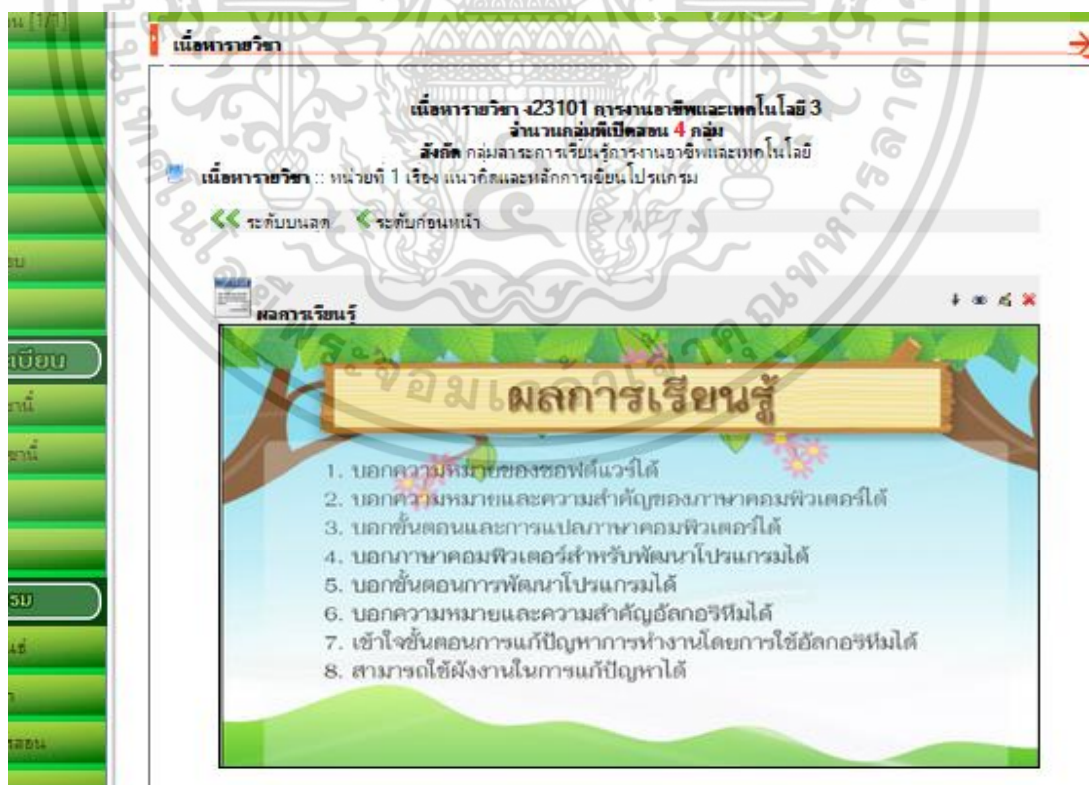 เนื้อหารายวิชา
เนื้อหารายวิชา ง23101 การงานอาชีพและเทคโนโลยี 3
จำนวนกลุ่มที่เปิดสอน 4 กลุ่ม
สังกัด กลุ่มสาระการเรียนรู้การงานอาชีพและเทคโนโลยี
เนื้อหารายวิชา :: หน่วยที่ 1 เรื่อง แนวคิดและหลักการเขียนโปรแกรม
ระดับบนสุด ระดับก่อนหน้า
ผลการเรียนรู้
ผลการเรียนรู้
1. บอกความหมายของซอฟต์แวร์ได้
2. บอกความหมายและความสำคัญของภาษาคอมพิวเตอร์ได้
3. บอกขั้นตอนและการแปลภาษาคอมพิวเตอร์ได้
4. บอกภาษาคอมพิวเตอร์สำหรับพัฒนาโปรแกรมได้
5. บอกขั้นตอนการพัฒนาโปรแกรมได้
6. บอกความหมายและความสำคัญอัลกอริทึมได้
7. เข้าใจขั้นตอนการแก้ปัญหาการทำงานโดยการใช้อัลกอริทึมได้
8. สามารถใช้ผังงานในการแก้ปัญหาได้